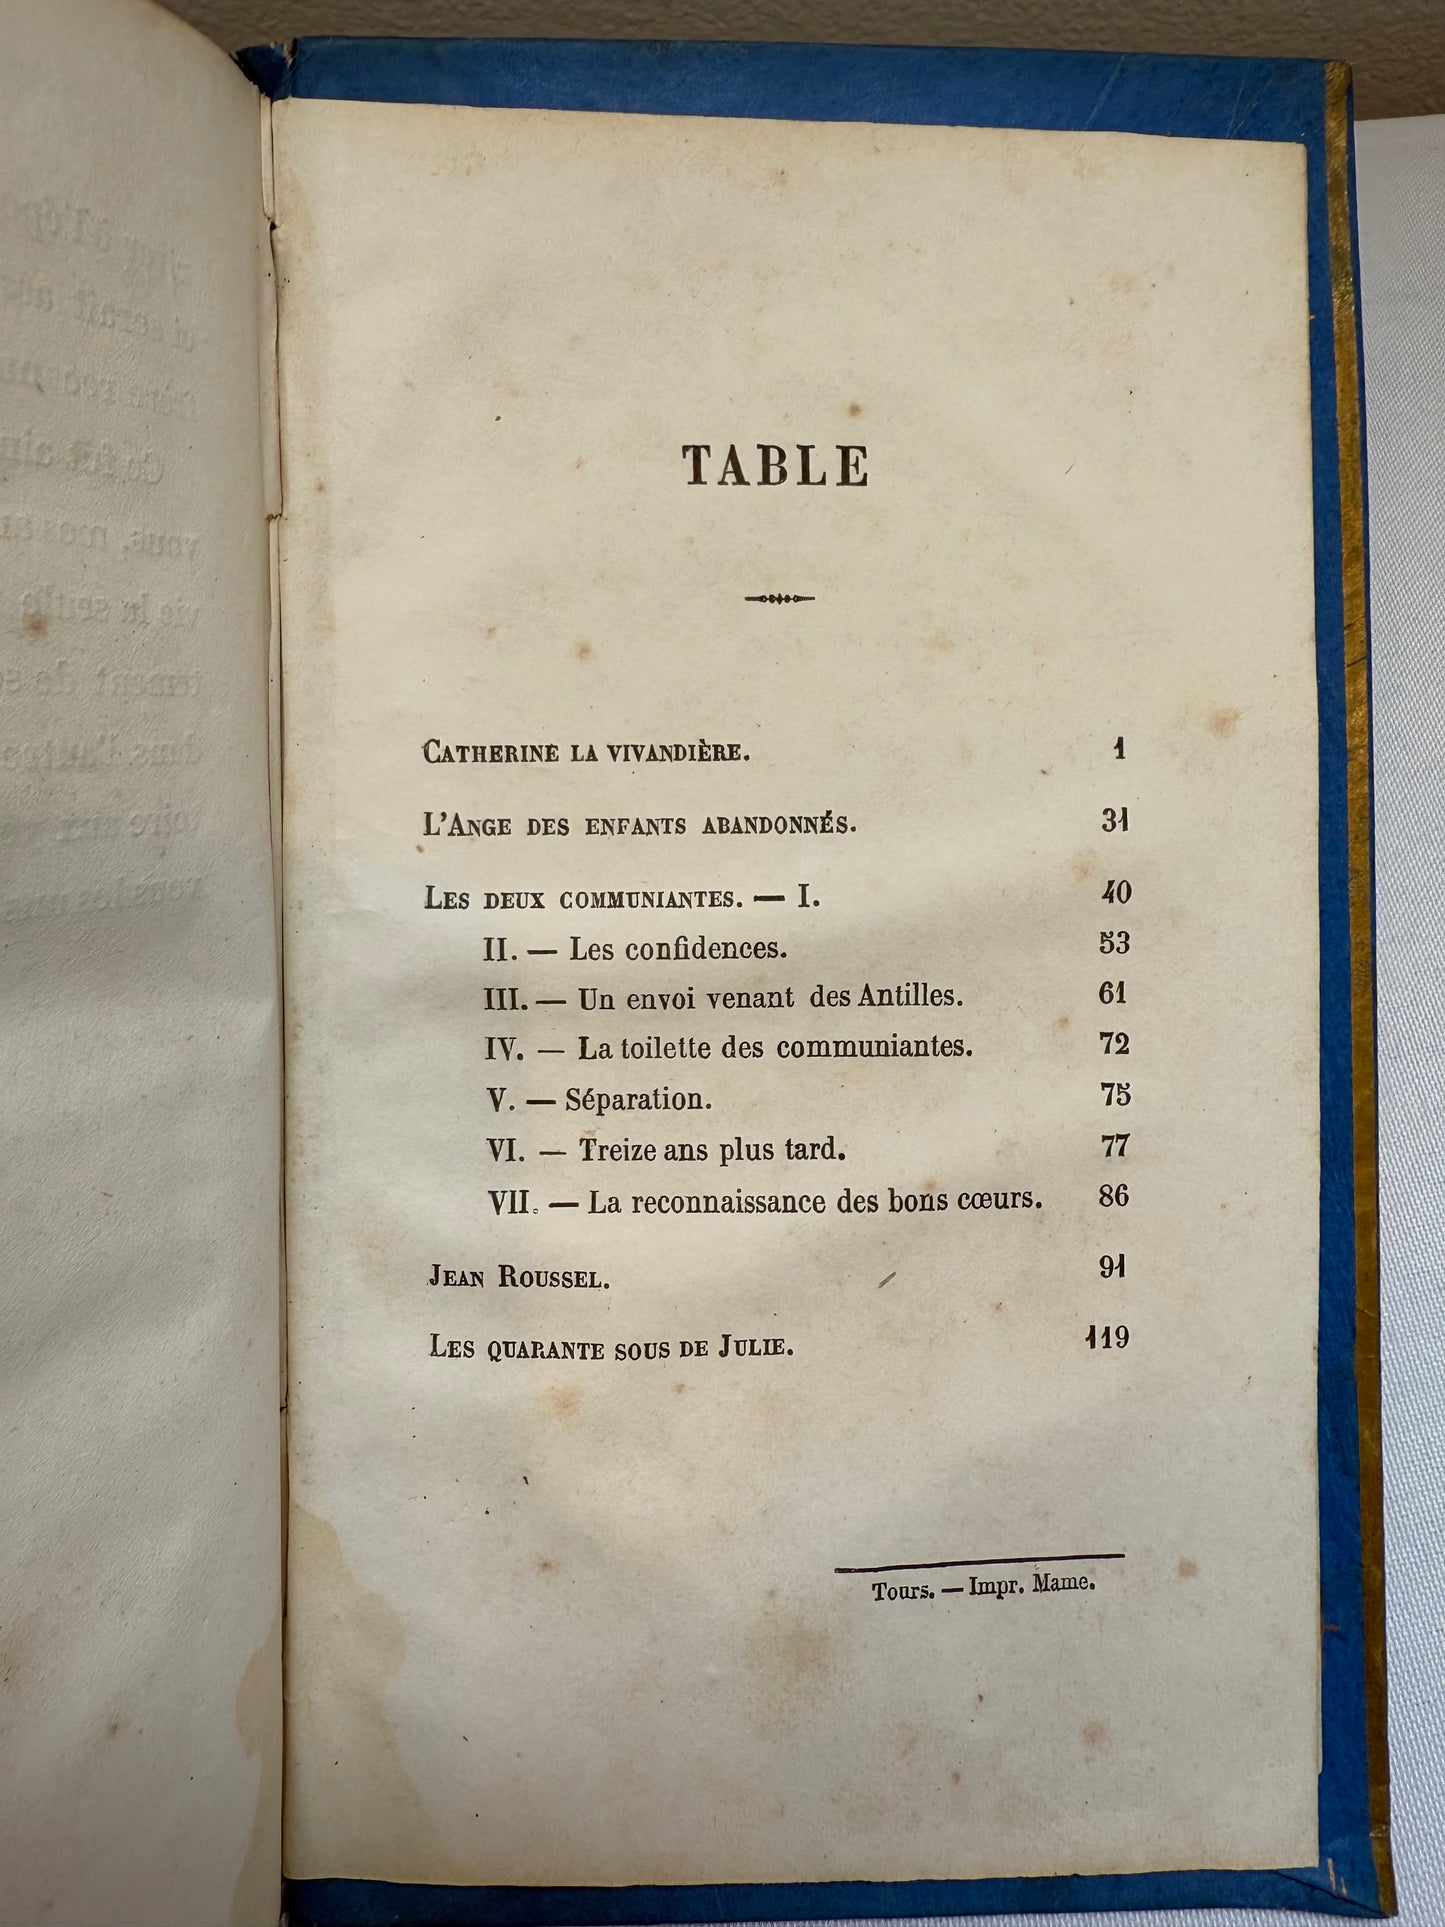 TABLE
CATHERINE LA VIVANDIÈRE. 1
L'ANGE DES ENFANTS ABANDONNÉS. 31
LES DEUX COMMUNIANTES. — I. 40
II. — Les confidences. 53
III. — Un envoi venant des Antilles. 61
IV. — La toilette des communiantes. 72
V. — Séparation. 75
VI. — Treize ans plus tard. 77
VII. — La reconnaissance des bons cœurs. 86
JEAN ROUSSEL. 91
LES QUARANTE SOUS DE JULIE. 119
Tours. — Impr. Mame.